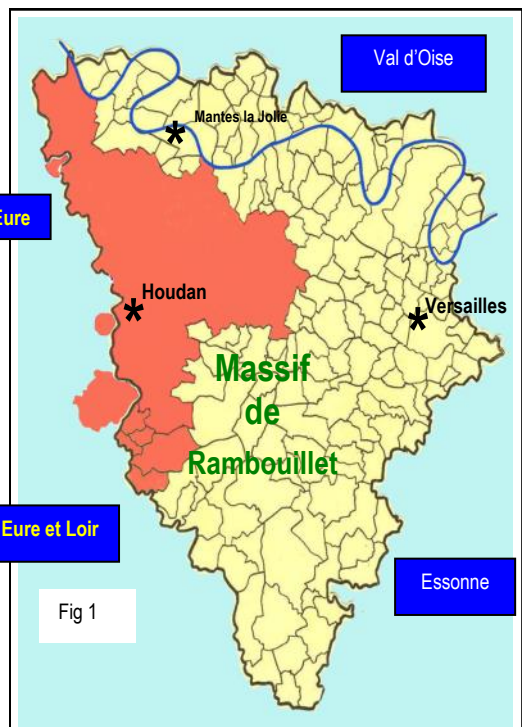 Val d'Oise
Mantes la Jolie
Eure
Houdan
Versailles
Massif
de
Rambouillet
Eure et Loir
Essonne
Fig 1